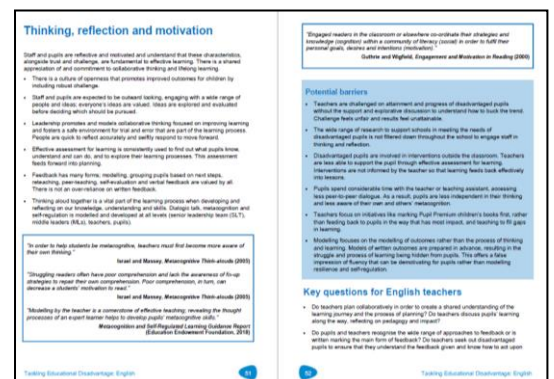 Thinking, reflection and motivation
Staff and pupils are reflective and motivated and understand that these characteristics,
alongside trust and challenge, are fundamental to effective learning. There is a shared
appreciation of and commitment to collaborative thinking and lifelong learning.
• There is a culture of openness that promotes improved outcomes for children by
including robust challenge.
• Staff and pupils are expected to be outward looking, engaging with a wide range of
people and ideas; everyone's ideas are valued. Ideas are explored and evaluated
before deciding which should be pursued.
• Leadership promotes and models collaborative thinking focused on improving learning
and fosters a safe environment for trial and error that are part of the learning process.
People are quick to reflect accurately and swiftly respond to move forward.
• Effective assessment for learning is consistently used to find out what pupils know,
understand and can do, and to explore their learning processes. This assessment
feeds forward into planning.
• Feedback has many forms; modelling, grouping pupils based on next steps,
reteaching, peer-teaching, self-evaluation and verbal feedback are valued by all.
There is not an over-reliance on written feedback.
• Thinking about together is a vital part of the learning process when developing and
reflecting on our knowledge, understanding and skills. Dialogic talk, metacognition and
self-regulation is modelled and developed at all levels (senior leadership team (SLT),
middle leaders (MLs), teachers, pupils).
"In order to help students be metacognitive, teachers must first become more aware of
their own thinking."
Israel and Massey, Metacognitive Think-alouds (2005)
"Struggling readers often have poor comprehension and lack the awareness of fix-up
strategies to repair their own comprehension. Poor comprehension, in turn, can
decrease a students' motivation to read."
Israel and Massey, Metacognitive Think-alouds (2005)
"Modelling by the teacher is a cornerstone of effective teaching; revealing the thought
processes of an expert learner helps to develop pupils' metacognitive skills."
Metacognition and Self-Regulated Learning Guidance Report
(Education Endowment Foundation, 2018)
Tackling Educational Disadvantage: English
51
"Engaged readers in the classroom or elsewhere co-ordinate their strategies and
knowledge (cognition) within a community of literacy (social) in order to fulfil their
personal goals, desires and intentions (motivation)."
Guthrie and Wigfield, Engagement and Motivation in Reading (2000)
Potential barriers
• Teachers are challenged on attainment and progress of disadvantaged pupils
without the support and explorative discussion to understand how to buck the trend.
Challenge feels unfair and results feel unattainable.
• The wide range of research to support schools in meeting the needs of
disadvantaged pupils is not filtered down throughout the school to engage staff in
thinking and reflection.
• Disadvantaged pupils are involved in interventions outside the classroom. Teachers
are less able to support the pupil through effective assessment for learning.
Interventions are not informed by the teacher so that learning feeds back effectively
into lessons.
• Pupils spend considerable time with the teacher or teaching assistant, accessing
less peer-to-peer dialogue. As a result, pupils are less independent in their thinking
and less aware of their own and others' metacognition.
• Teachers focus on initiatives like marking Pupil Premium children's books first, rather
than feeding back to pupils in the way that has most impact, and teaching to fill gaps
in learning.
• Modelling focuses on the modelling of outcomes rather than the process of thinking
and learning. Models of written outcomes are prepared in advance, resulting in the
struggle and process of learning being hidden from pupils. This offers a false
impression of fluency that can be demotivating for pupils rather than modelling
resilience and self-regulation.
Key questions for English teachers
• Do teachers plan collaboratively in order to create a shared understanding of the
learning journey and the process of planning? Do teachers discuss pupils' learning
along the way, reflecting on pedagogy and impact?
• Do pupils and teachers recognise the wide range of approaches to feedback or is
written marking the main form of feedback? Do teachers seek out disadvantaged
pupils to ensure that they understand the feedback given and know how to act upon
52
Tackling Educational Disadvantage: English